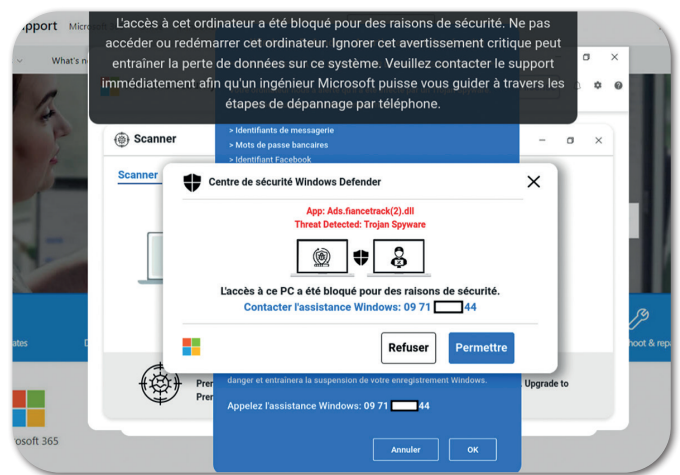 pport Micro
L'accès à cet ordinateur a été bloqué pour des raisons de sécurité. Ne pas
accéder ou redémarrer cet ordinateur. Ignorer cet avertissement critique peut
entraîner la perte de données sur ce système. Veuillez contacter le support
immédiatement afin qu'un ingénieur Microsoft puisse vous guider à travers les
étapes de dépannage par téléphone.
What's n
Scanner
> Identifiants de messagerie
> Mots de passe bancaires
> Identifiant Facebook
Scanner
Centre de sécurité Windows Defender
App: Ads.fiancetrack(2).dll
Threat Detected: Trojan Spyware
L'accès à ce PC a été bloqué pour des raisons de sécurité.
Contacter l'assistance Windows: 09 71 44
Refuser Permettre
ates
D
hoot & repa
Prer
Prer
danger et entraînera la suspension de votre enregistrement Windows.
. Upgrade to
Appelez l'assistance Windows: 09 71 44
osoft 365
Annuler OK